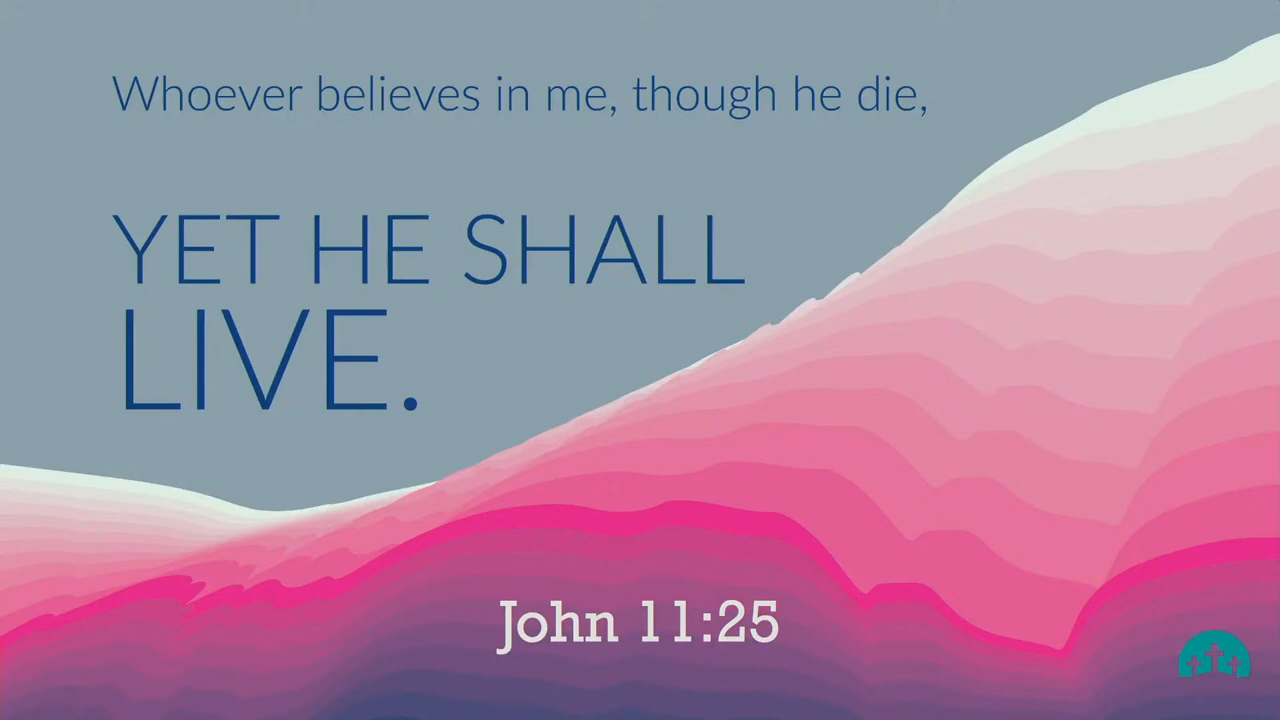 Whoever believes in me, though he die,
YET HE SHALL
LIVE.
John 11:25